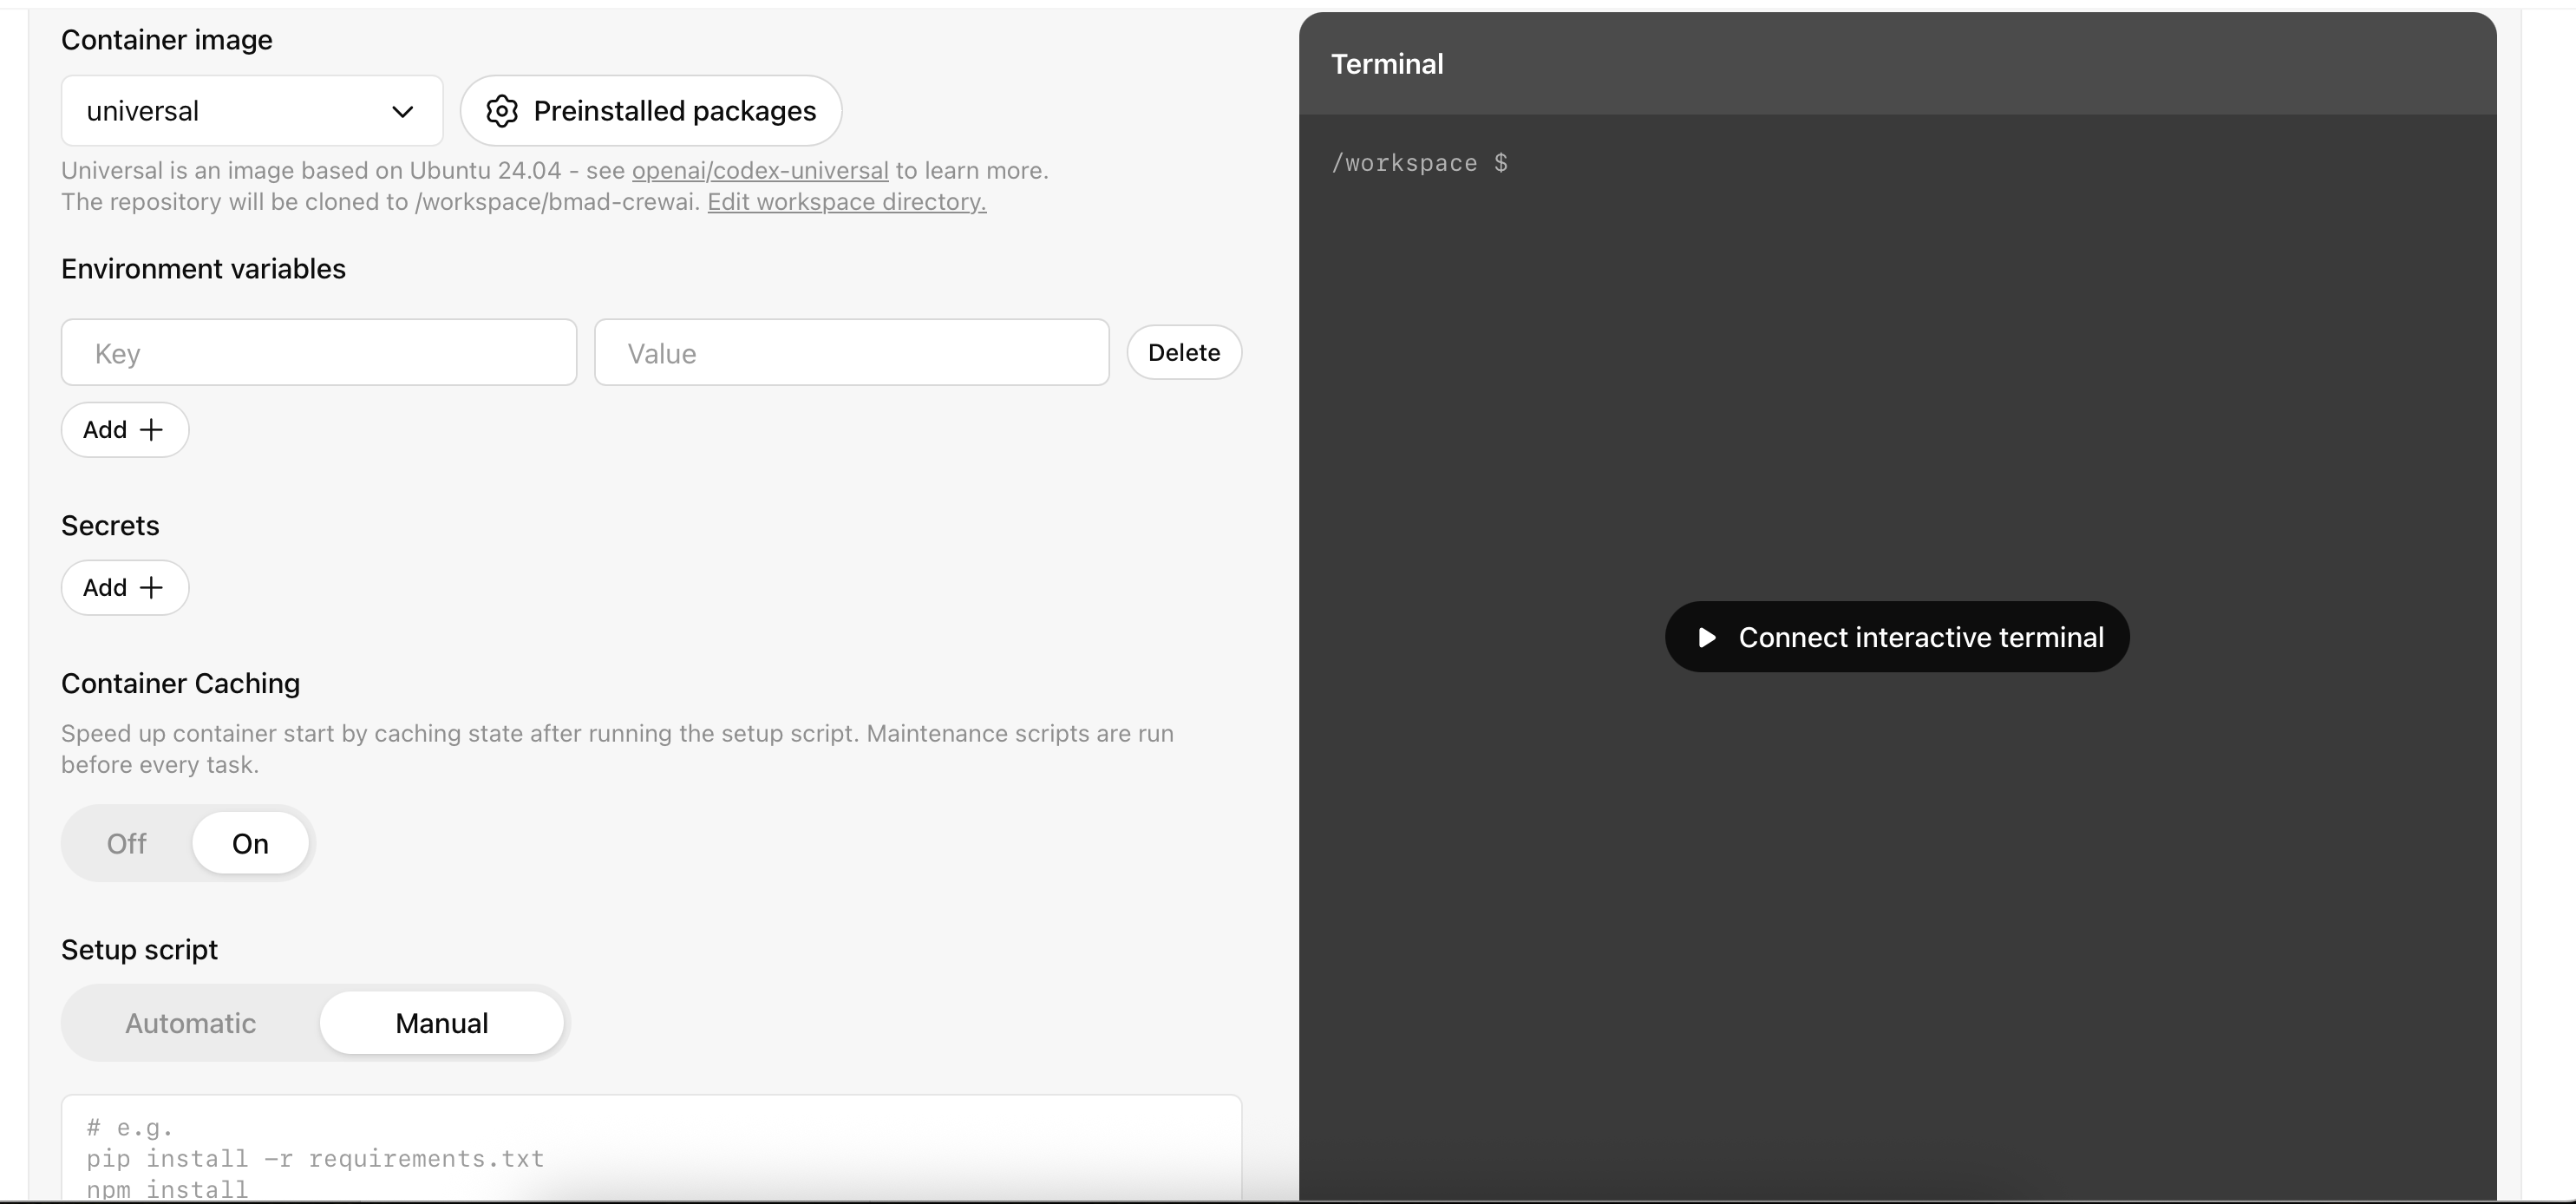 Container image
universal
Preinstalled packages
Universal is an image based on Ubuntu 24.04 - see openai/codex-universal to learn more.
The repository will be cloned to /workspace/bmad-crewai. Edit workspace directory.
Environment variables
Key
Value
Delete
Add
Secrets
Add
Container Caching
Speed up container start by caching state after running the setup script. Maintenance scripts are run
before every task.
Off
On
Setup script
Automatic
Manual
# e.g.
pip install -r requirements.txt
npm install
Terminal
/workspace $
Connect interactive terminal